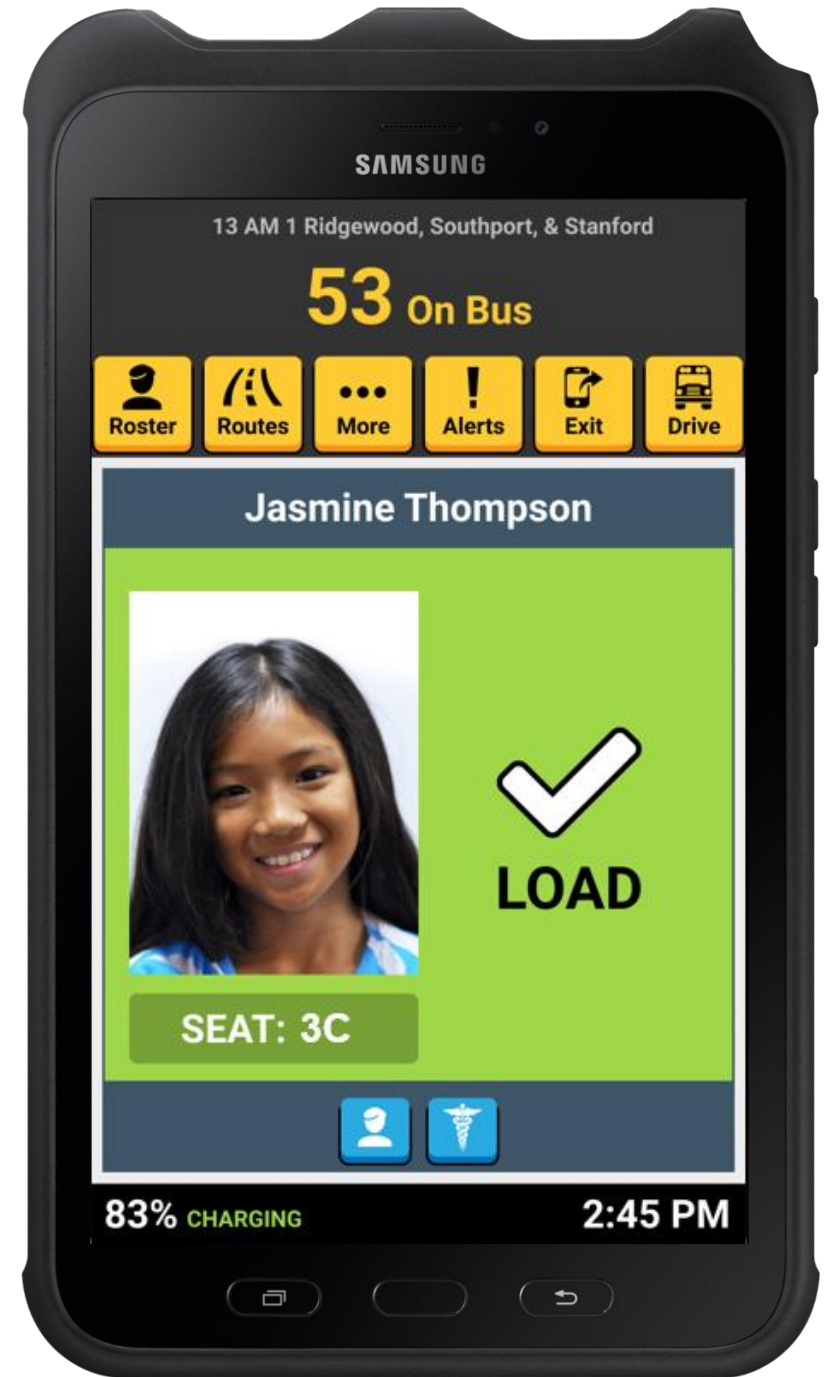 SAMSUNG
13 AM 1 Ridgewood, Southport, & Stanford
53 On Bus
Roster Routes More Alerts Exit Drive
Jasmine Thompson
LOAD
SEAT: 3C
83% CHARGING 2:45 PM